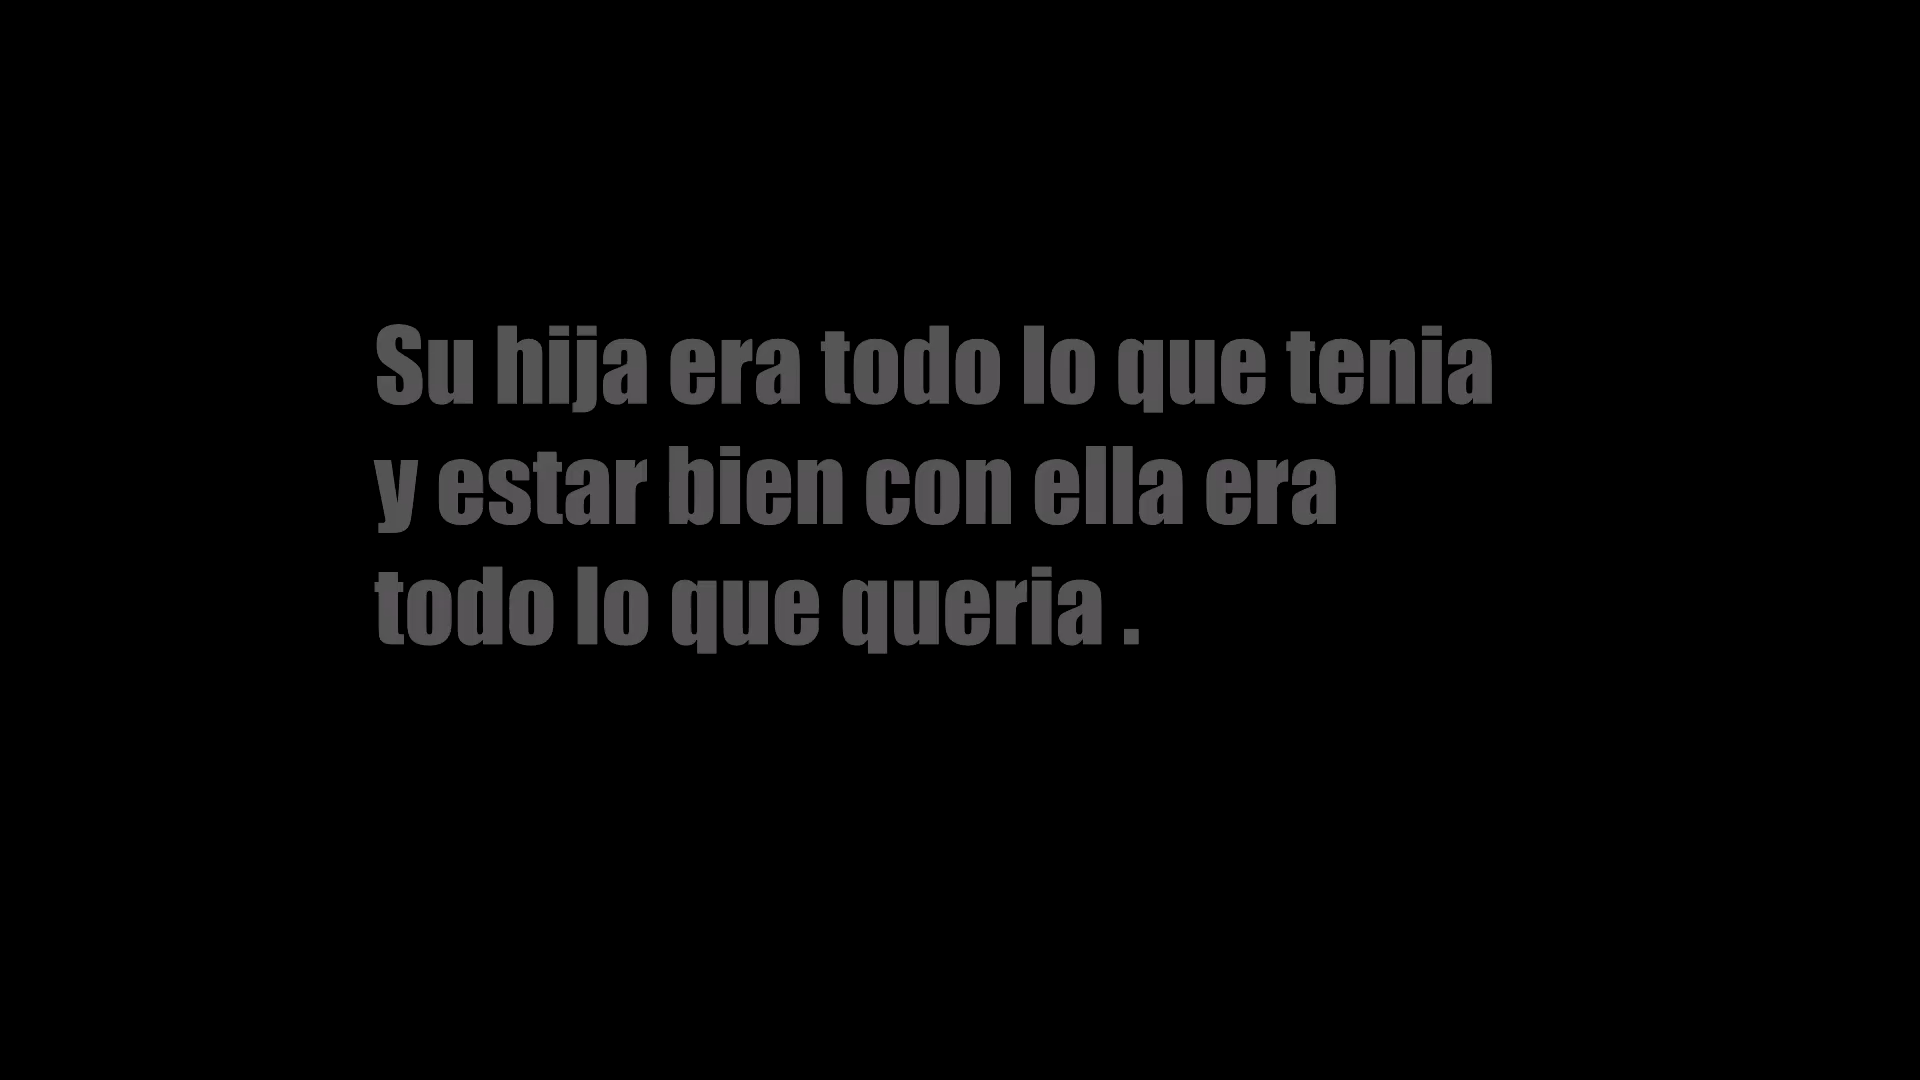 Su hija era todo lo que tenia
y estar bien con ella era
todo lo que queria .